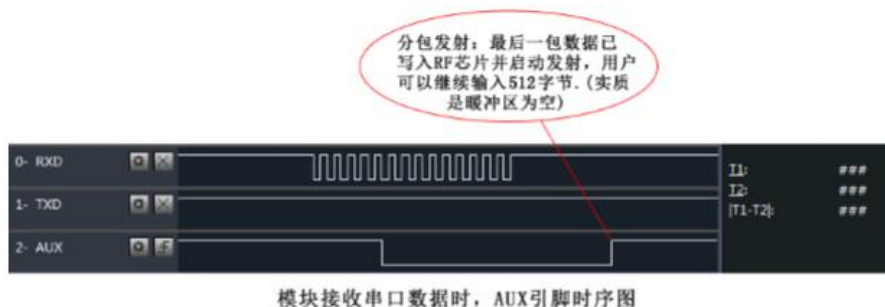 分包发射：最后一包数据已
写入RF芯片并启动发射，用户
可以继续输入512字节.(实质
是暖冲区为空)
0- RXD
T1: ###
1- TXD
T2: ###
|T1-T2|: ###
2- AUX
模块接收串口数据时，AUX引脚时序图